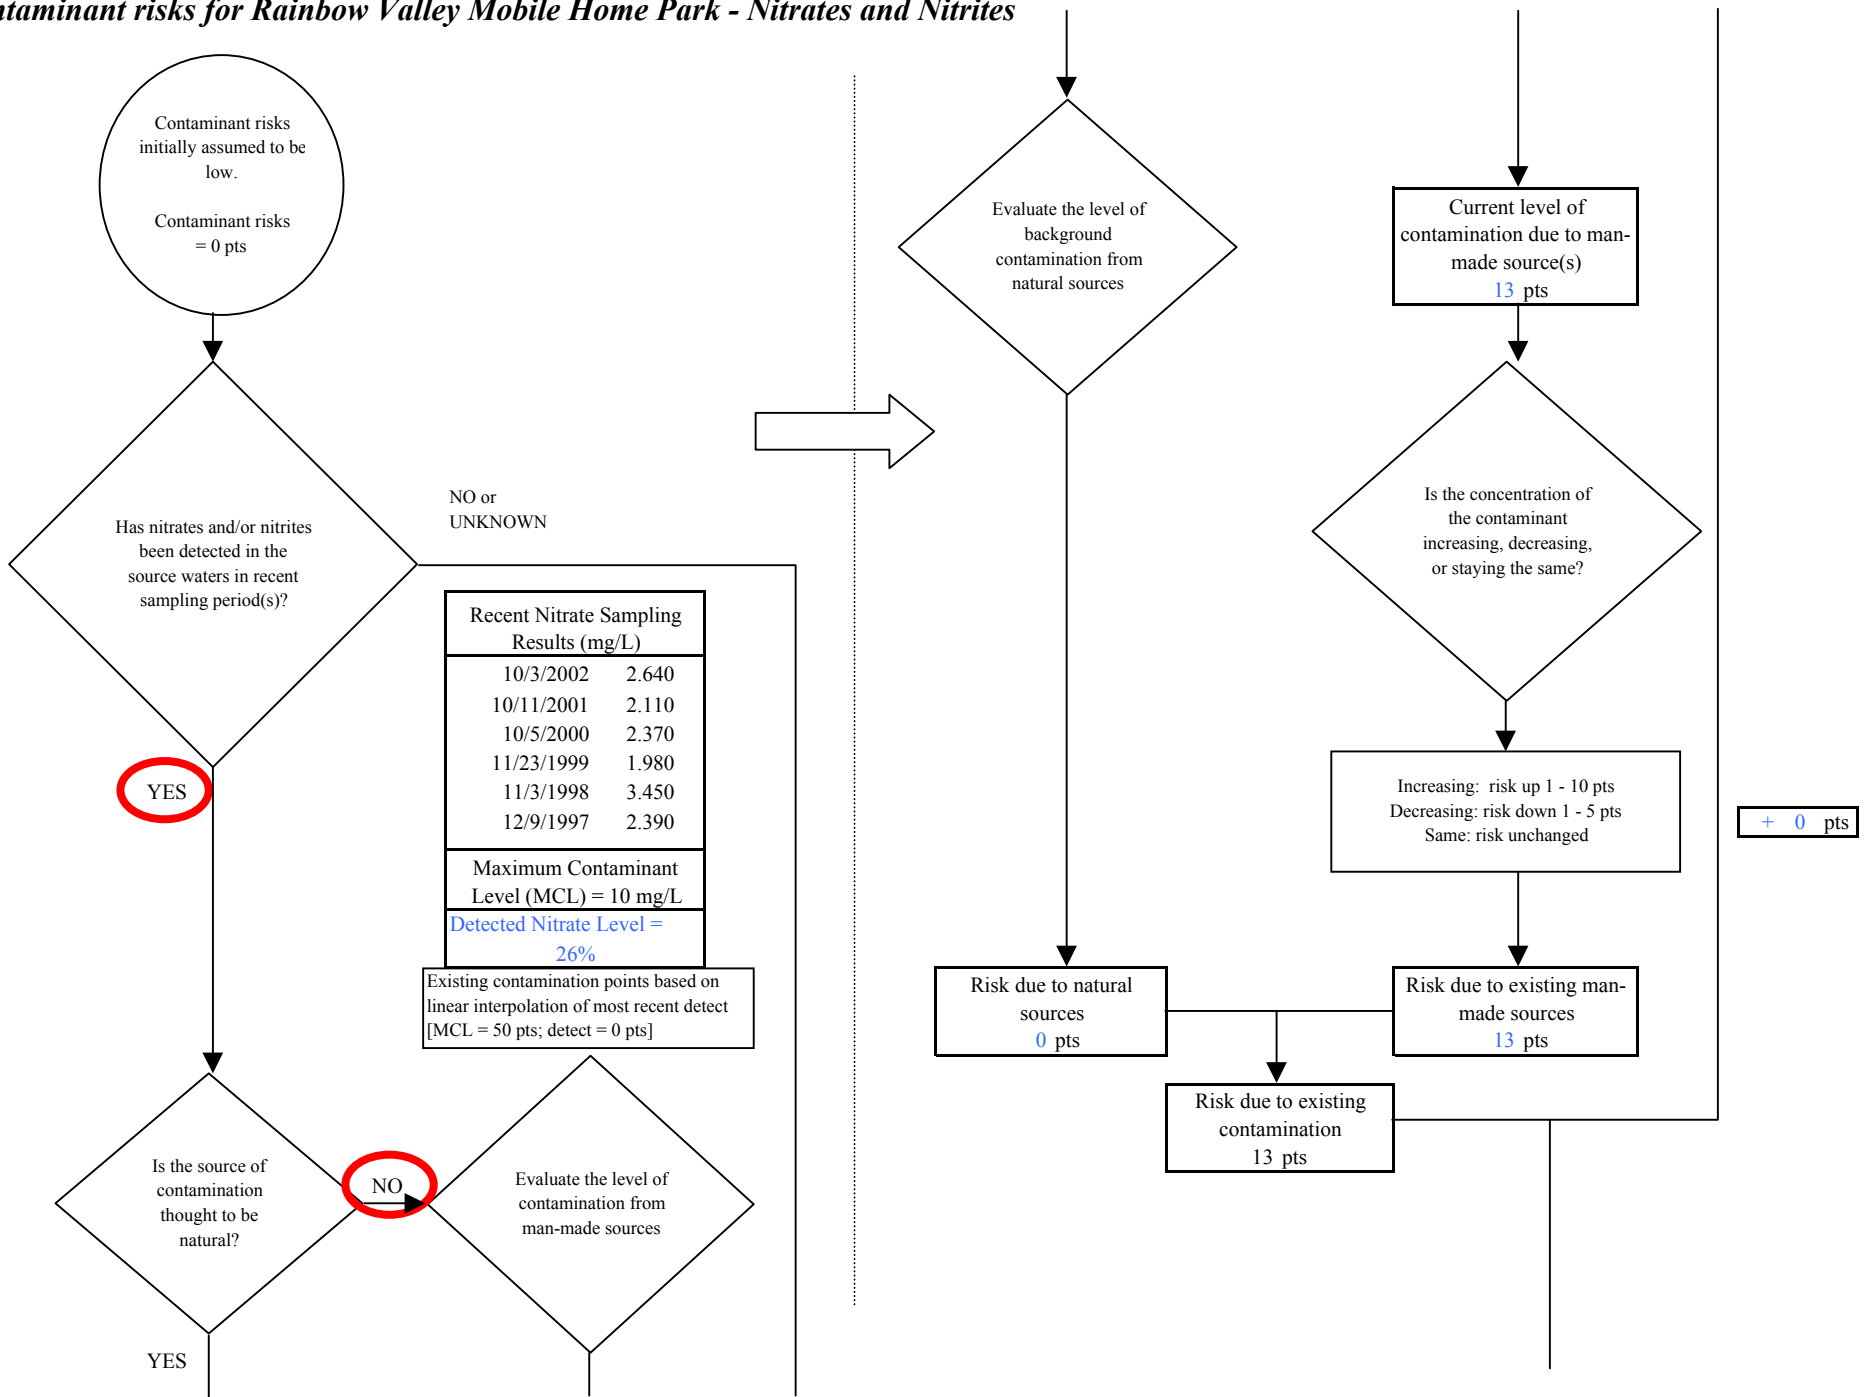 ntaminant risks for Rainbow Valley Mobile Home Park - Nitrates and Nitrites
Contaminant risks
initially assumed to be
low.
Contaminant risks
= 0 pts
Has nitrates and/or nitrites
been detected in the
source waters in recent
sampling period(s)?
NO or
UNKNOWN
YES
Recent Nitrate Sampling
Results (mg/L)
10/3/2002 2.640
10/11/2001 2.110
10/5/2000 2.370
11/23/1999 1.980
11/3/1998 3.450
12/9/1997 2.390
Maximum Contaminant
Level (MCL) = 10 mg/L
Detected Nitrate Level =
26%
Existing contamination points based on
linear interpolation of most recent detect
[MCL = 50 pts; detect = 0 pts]
Is the source of
contamination
thought to be
natural?
NO
Evaluate the level of
contamination from
man-made sources
YES
Evaluate the level of
background
contamination from
natural sources
Current level of
contamination due to man-
made source(s)
13 pts
Is the concentration of
the contaminant
increasing, decreasing,
or staying the same?
Increasing: risk up 1 - 10 pts
Decreasing: risk down 1 - 5 pts
Same: risk unchanged
+ 0 pts
Risk due to natural
sources
0 pts
Risk due to existing man-
made sources
13 pts
Risk due to existing
contamination
13 pts